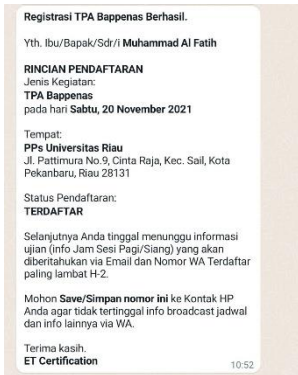 Registrasi TPA Bappenas Berhasil.
Yth. Ibu/Bapak/Sdr/i Muhammad Al Fatih
RINCIAN PENDAFTARAN
Jenis Kegiatan:
TPA Bappenas
pada hari Sabtu, 20 November 2021
Tempat:
PPs Universitas Riau
Jl. Pattimura No.9, Cinta Raja, Kec. Sail, Kota
Pekanbaru, Riau 28131
Status Pendaftaran:
TERDAFTAR
Selanjutnya Anda tinggal menunggu informasi
ujian (info Jam Sesi Pagi/Siang) yang akan
diberitahukan via Email dan Nomor WA Terdaftar
paling lambat H-2.
Mohon Save/Simpan nomor ini ke Kontak HP
Anda agar tidak tertinggal info broadcast jadwal
dan info lainnya via WA.
Terima kasih.
ET Certification
10:52